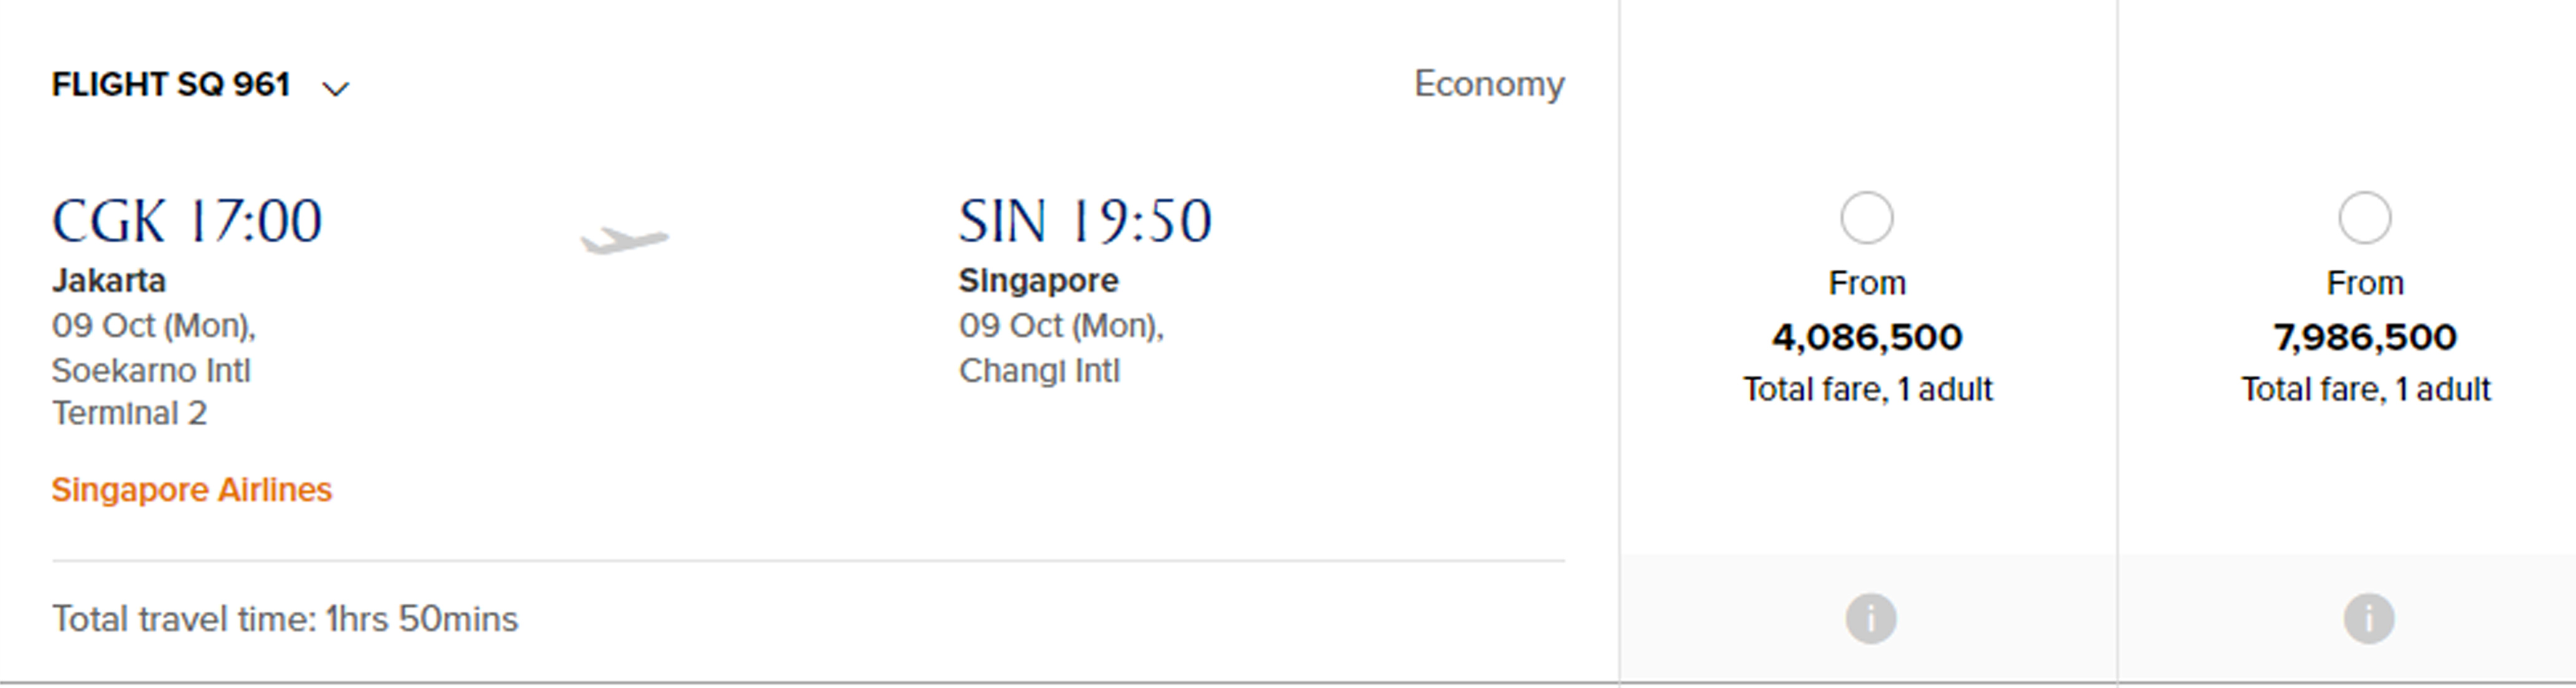 FLIGHT SQ 961
Economy
CGK 17:00
Jakarta
09 Oct (Mon),
Soekarno Intl
Terminal 2
Singapore Airlines
SIN 19:50
Singapore
09 Oct (Mon),
Changi Intl
Total travel time: 1hrs 50mins
From
4,086,500
Total fare, 1 adult
i
From
7,986,500
Total fare, 1 adult
i